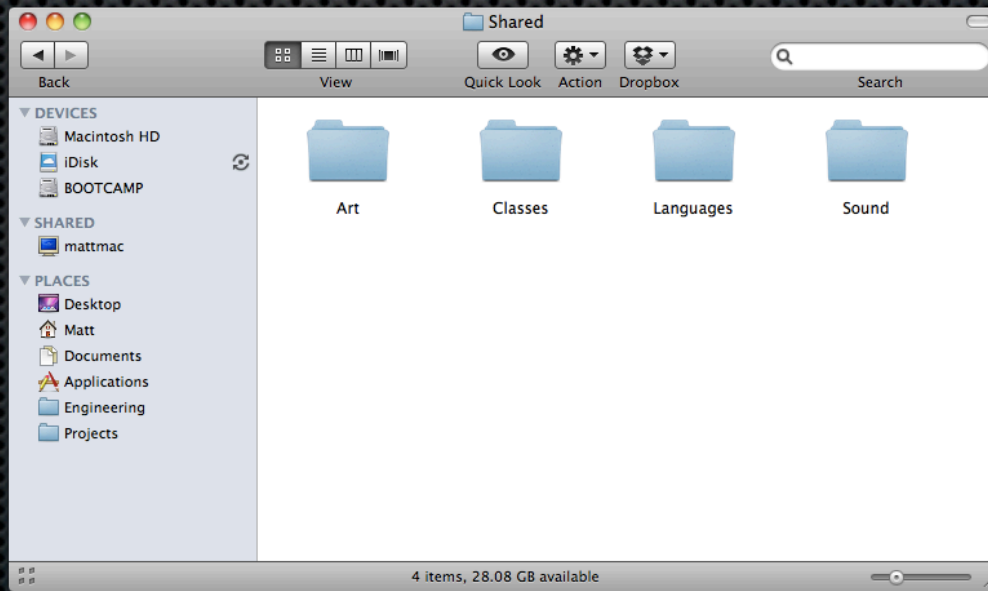 Shared
Back
View
Quick Look
Action
Dropbox
Search
DEVICES
Macintosh HD
iDisk
BOOTCAMP
SHARED
mattmac
PLACES
Desktop
Matt
Documents
Applications
Engineering
Projects
Art
Classes
Languages
Sound
4 items, 28.08 GB available